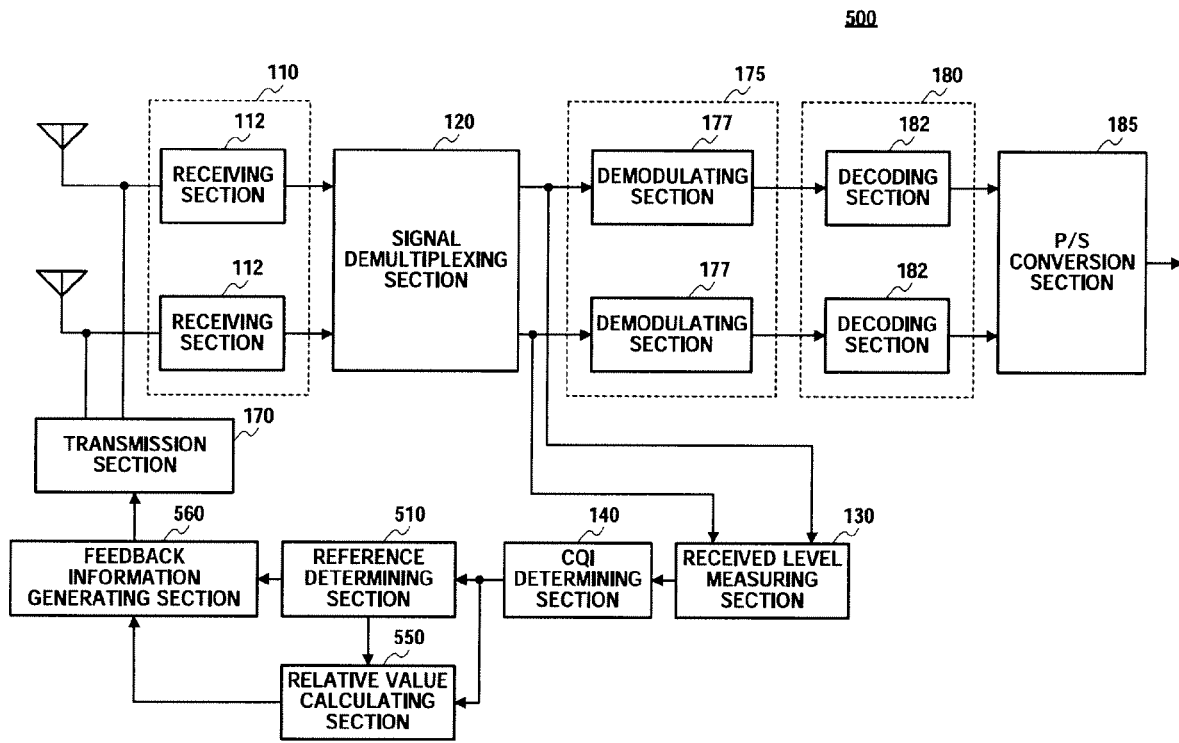 500
110
175
180
112
120
177
182
185
RECEIVING
SECTION
SIGNAL
DEMULTIPLEXING
SECTION
DEMODULATING
SECTION
DECODING
SECTION
P/S
CONVERSION
SECTION
112
177
182
RECEIVING
SECTION
DEMODULATING
SECTION
DECODING
SECTION
170
TRANSMISSION
SECTION
560
510
140
130
FEEDBACK
INFORMATION
GENERATING SECTION
REFERENCE
DETERMINING
SECTION
CQI
DETERMINING
SECTION
RECEIVED LEVEL
MEASURING
SECTION
550
RELATIVE VALUE
CALCULATING
SECTION